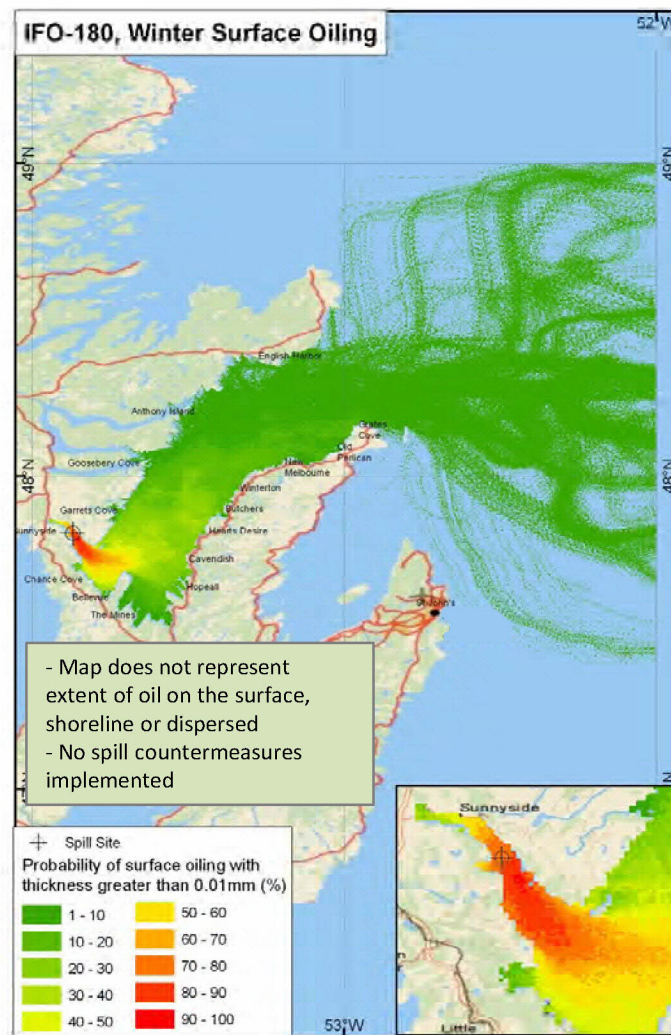 IFO-180, Winter Surface Oiling
52°W
49°N
49°N
English Harbor
Anthony Island
Grates
Cove
Old
Perlican
Goosebery Cove
New
Melbourne
48°N
48°N
Winterton
Garrets Cove
Butchers
Sunnyside
Hearts Desire
Cavendish
Chance Cove
Hopeall
Bellevue
St John's
The Mines
- Map does not represent
extent of oil on the surface,
shoreline or dispersed
- No spill countermeasures
implemented
Sunnyside
Spill Site
Probability of surface oiling with
thickness greater than 0.01mm (%)
1 - 10
50 - 60
10 - 20
60 - 70
20 - 30
70 - 80
30 - 40
80 - 90
40 - 50
90 - 100
53°W
Little